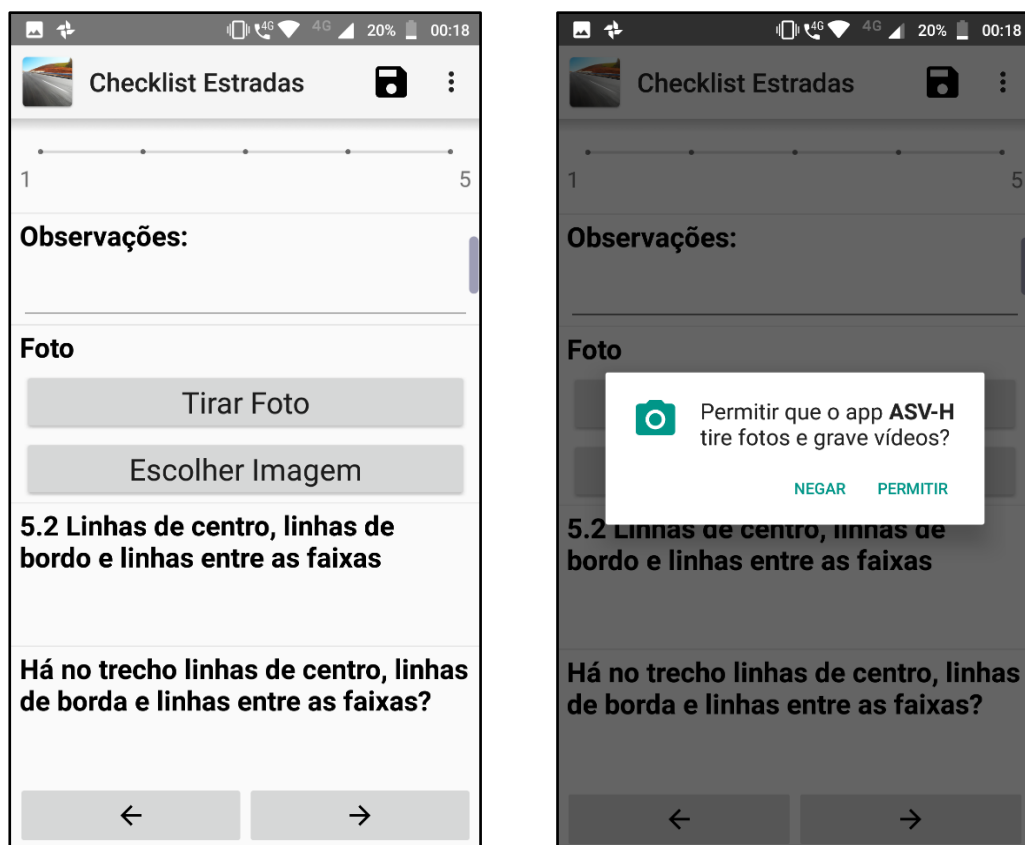 4G 4G 20% 00:18
Checklist Estradas
1 5
Observações:
Foto
Tirar Foto
Escolher Imagem
5.2 Linhas de centro, linhas de
bordo e linhas entre as faixas
Há no trecho linhas de centro, linhas
de borda e linhas entre as faixas?
4G 4G 20% 00:18
Checklist Estradas
1 5
Observações:
Foto
Permitir que o app ASV-H
tire fotos e grave vídeos?
NEGAR PERMITIR
5.2 Linhas de centro, linhas de
bordo e linhas entre as faixas
Há no trecho linhas de centro, linhas
de borda e linhas entre as faixas?